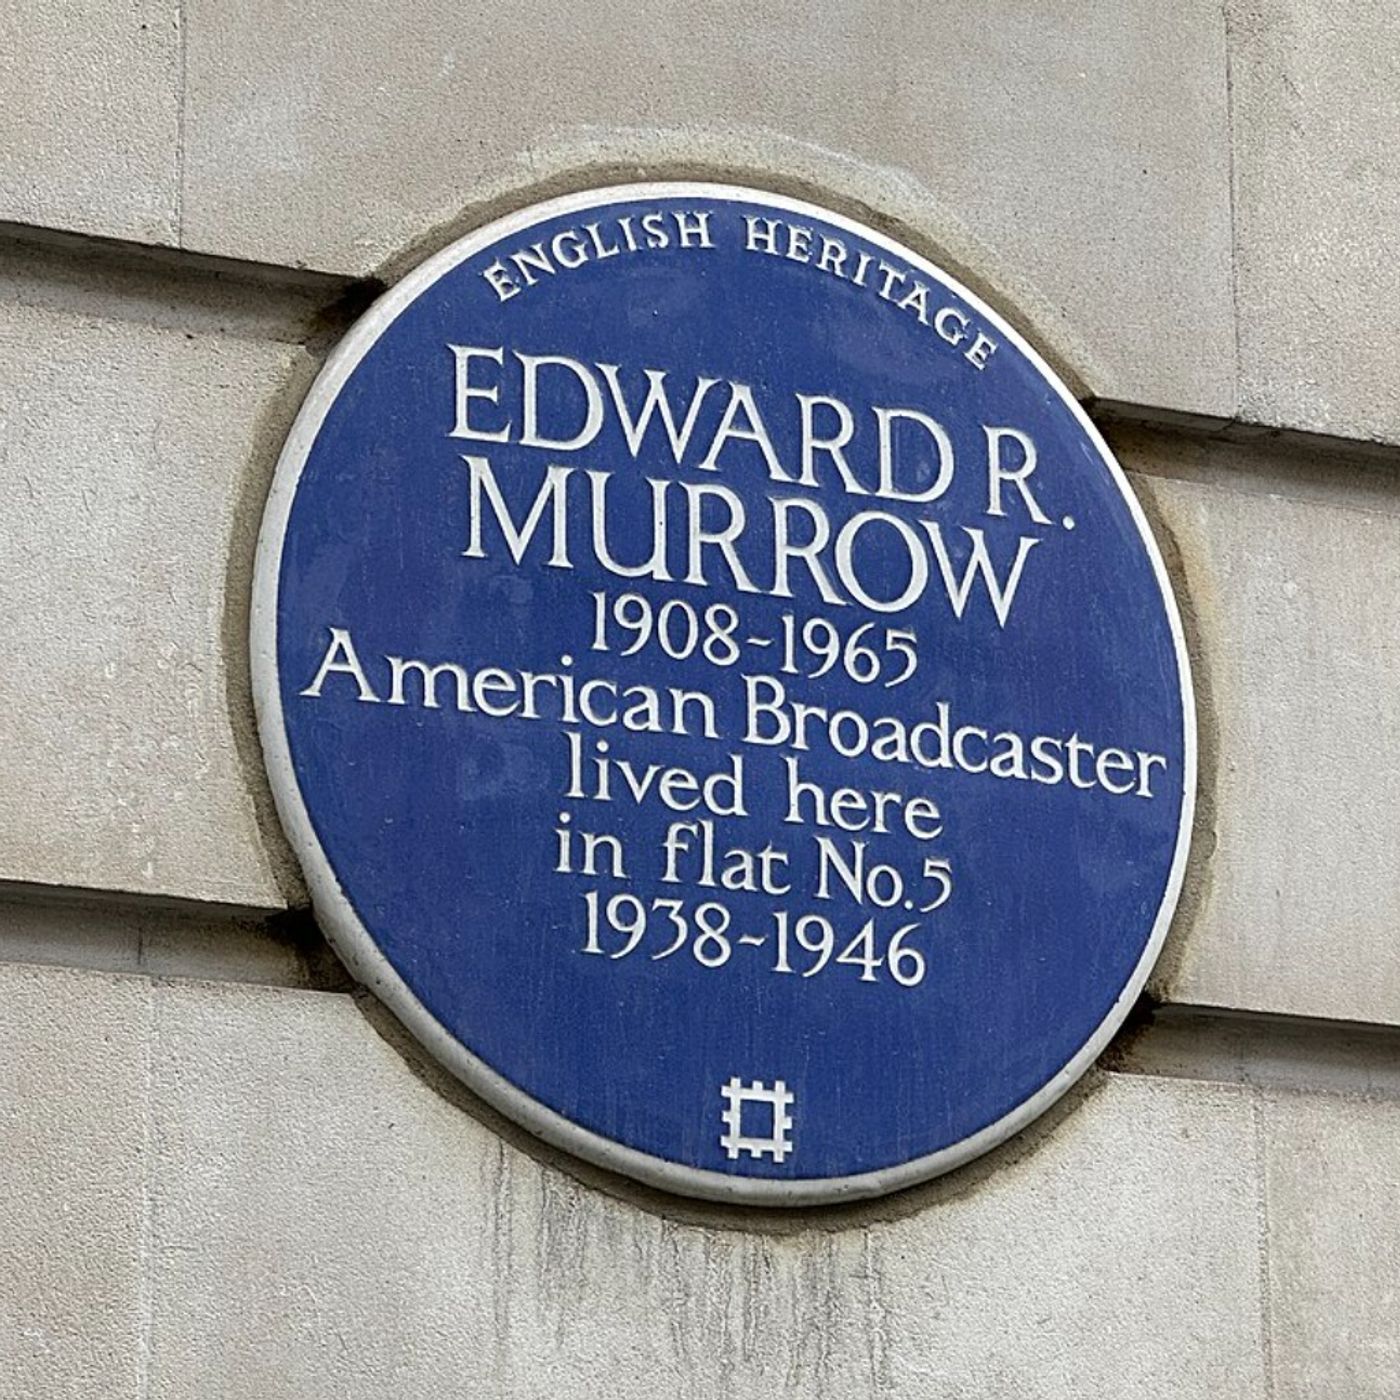 ENGLISH HERITAGE
EDWARD R.
MURROW
1908-1965
American Broadcaster
lived here
in flat No.5
1938-1946